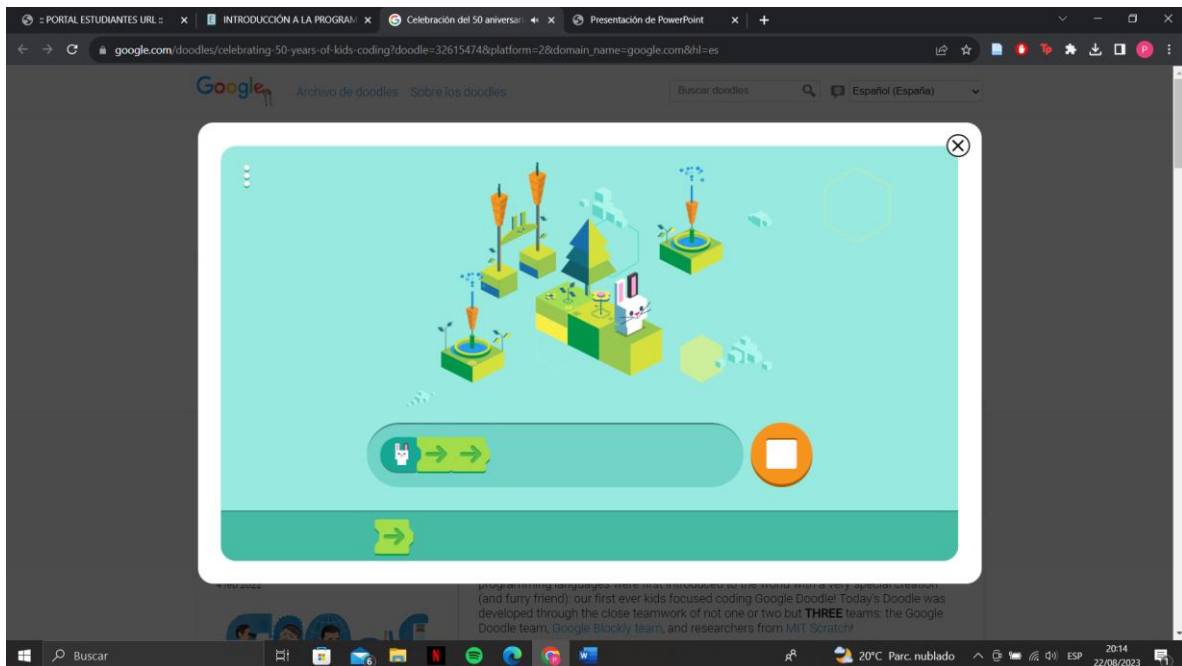 :: PORTAL ESTUDIANTES URL ::
INTRODUCCIÓN A LA PROGRAM
Celebración del 50 aniversari
Presentación de PowerPoint
google.com/doodles/celebrating-50-years-of-kids-coding?doodle=32615474&platform=2&domain_name=google.com&hl=es
Google
Archivo de doodles
Sobre los doodles
Buscar doodles
Español (España)
programming languages were first introduced to the world with a very special creation
(and furry friend): our first ever kids focused coding Google Doodle! Today's Doodle was
developed through the close teamwork of not one or two but THREE teams: the Google
Doodle team, Google Blockly team, and researchers from MIT Scratch!
Buscar
6
20°C Parc. nublado
ESP
20:14
22/08/2023